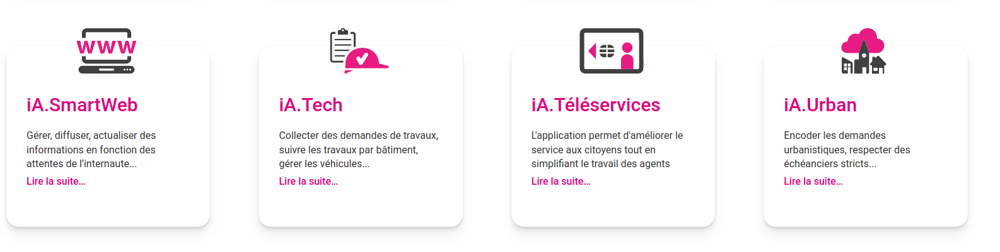 www
iA.SmartWeb
Gérer, diffuser, actualiser des
informations en fonction des
attentes de l’internaute...
Lire la suite…
iA.Tech
Collecter des demandes de travaux,
suivre les travaux par bâtiment,
gérer les véhicules...
Lire la suite…
iA.Téléservices
L'application permet d'améliorer le
service aux citoyens tout en
simplifiant le travail des agents
Lire la suite…
iA.Urban
Encoder les demandes
urbanistiques, respecter des
échéanciers stricts...
Lire la suite…